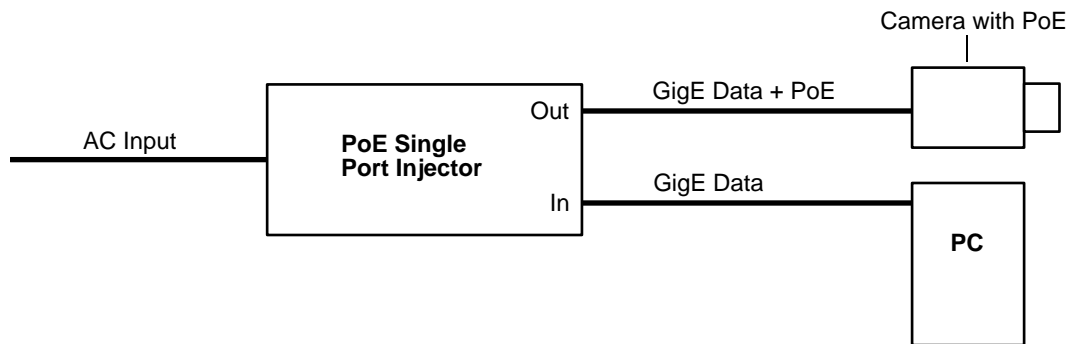 Camera with PoE
GigE Data + PoE
Out
AC Input
PoE Single
Port Injector
GigE Data
In
PC